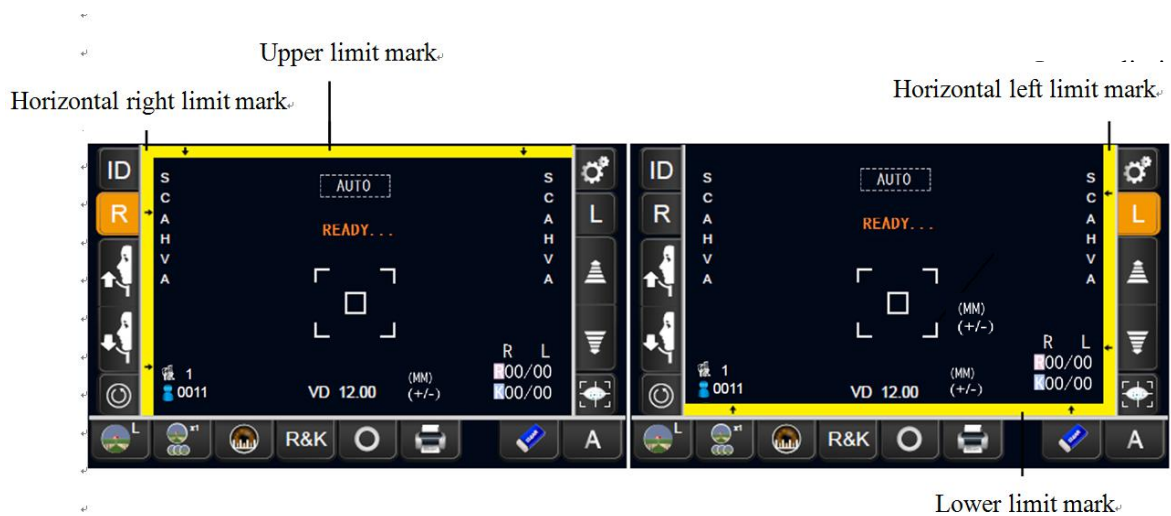 Upper limit mark
Horizontal right limit mark
Horizontal left limit mark
ID
R
S
C
A
H
V
A
AUTO
READY...
S
C
A
H
V
A
L
1
0011
VD 12.00
(MM)
(+/-)
R L
R00/00
K00/00
L
x1
R&K
A
ID
R
S
C
A
H
V
A
AUTO
READY...
(MM)
(+/-)
S
C
A
H
V
A
L
1
0011
VD 12.00
(MM)
(+/-)
R L
R00/00
K00/00
L
x1
R&K
A
Lower limit mark